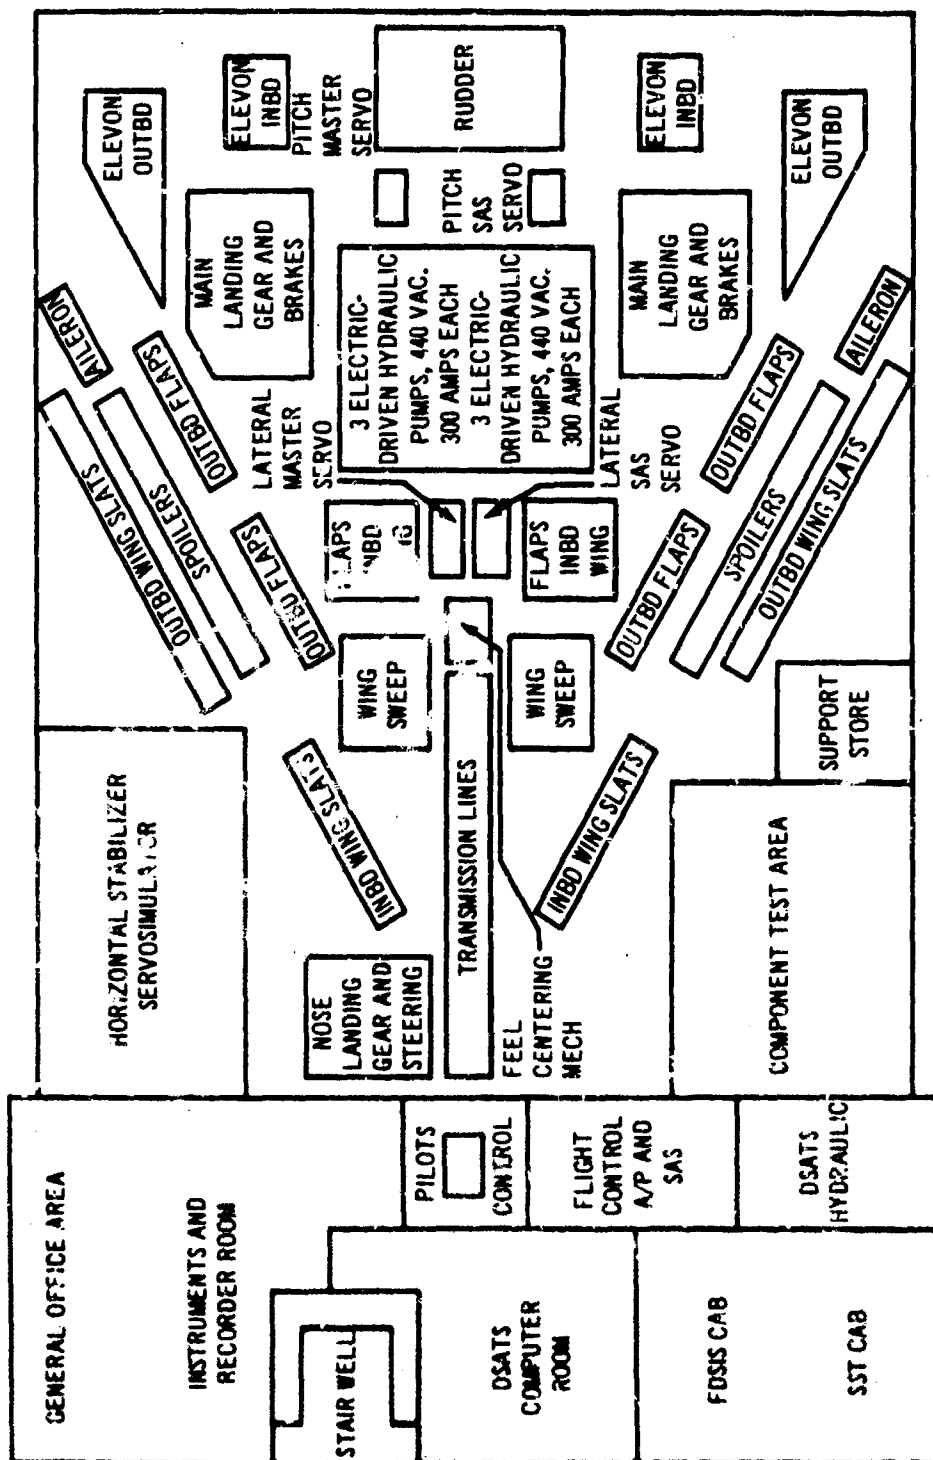 GENERAL OFFICE AREA
INSTRUMENTS AND
RECORDER ROOM
STAIR WELL
DSATS
COMPUTER
ROOM
FDSIS CAB
SST CAB
PILOTS
CONTROL
FLIGHT
CONTROL
A/P AND
SAS
DSATS
HYDRAULIC
HORIZONTAL STABILIZER
SERVOSIMULATOR
NOSE
LANDING
GEAR AND
STEERING
TRANSMISSION LINES
FEEL
CENTERING
MECH
COMPONENT TEST AREA
SUPPORT
STORE
INBD WING SLATS
INBD WING SLATS
WING
SWEEP
WING
SWEEP
OUTBD WING SLATS
SPOILERS
OUTBD FLAPS
OUTBD FLAPS
AILERON
FLAPS
INBD
FLAPS
INBD
WING
OUTBD FLAPS
OUTBD FLAPS
SPOILERS
OUTBD WING SLATS
AILERON
LATERAL
MASTER
SERVO
LATERAL
SAS
SERVO
3 ELECTRIC-
DRIVEN HYDRAULIC
PUMPS, 440 VAC.
300 AMPS EACH
3 ELECTRIC-
DRIVEN HYDRAULIC
PUMPS, 440 VAC.
300 AMPS EACH
MAIN
LANDING
GEAR AND
BRAKES
MAIN
LANDING
GEAR AND
BRAKES
PITCH
SAS
SERVO
ELEVON
OUTBD
ELEVON
INBD
PITCH
MASTER
SERVO
RUDDER
ELEVON
INBD
ELEVON
OUTBD